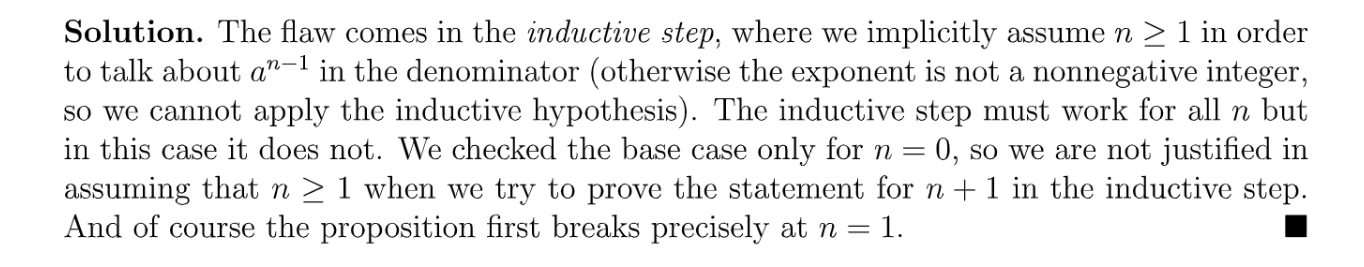 Solution. The flaw comes in the inductive step, where we implicitly assume n ≥ 1 in order
to talk about aⁿ⁻¹ in the denominator (otherwise the exponent is not a nonnegative integer,
so we cannot apply the inductive hypothesis). The inductive step must work for all n but
in this case it does not. We checked the base case only for n = 0, so we are not justified in
assuming that n ≥ 1 when we try to prove the statement for n + 1 in the inductive step.
And of course the proposition first breaks precisely at n = 1. ■